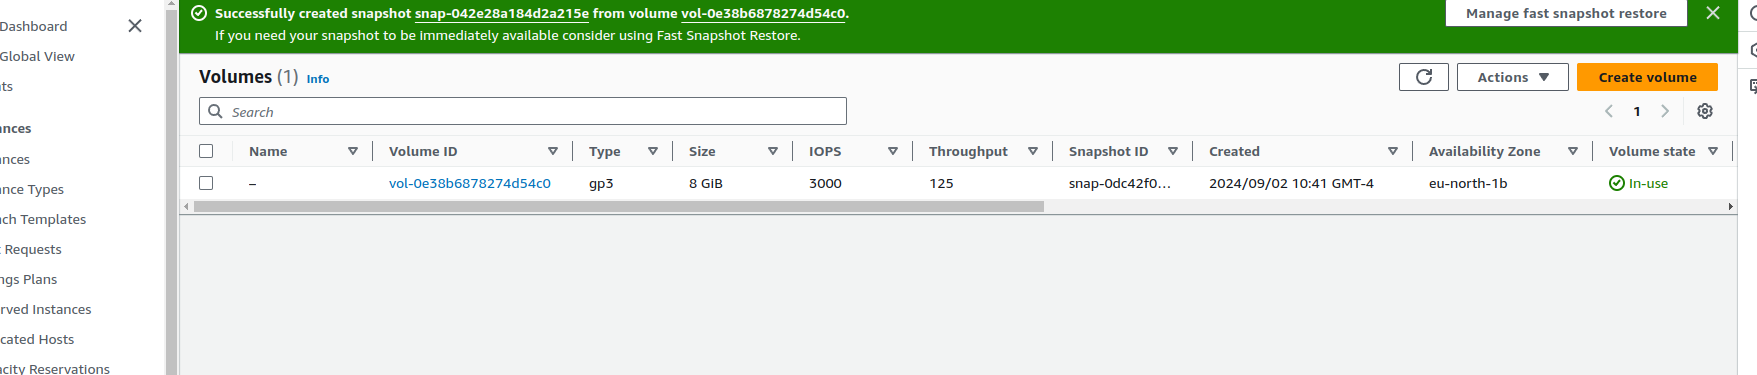 Successfully created snapshot snap-042e28a184d2a215e from volume vol-0e38b6878274d54c0.
If you need your snapshot to be immediately available consider using Fast Snapshot Restore.
Manage fast snapshot restore
Dashboard
Global View
ts
nces
nces
nce Types
ch Templates
t Requests
ngs Plans
rved Instances
cated Hosts
acity Reservations
Volumes (1) Info
Actions
Create volume
Search
1
Name Volume ID Type Size IOPS Throughput Snapshot ID Created Availability Zone Volume state
– vol-0e38b6878274d54c0 gp3 8 GiB 3000 125 snap-0dc42f0... 2024/09/02 10:41 GMT-4 eu-north-1b In-use